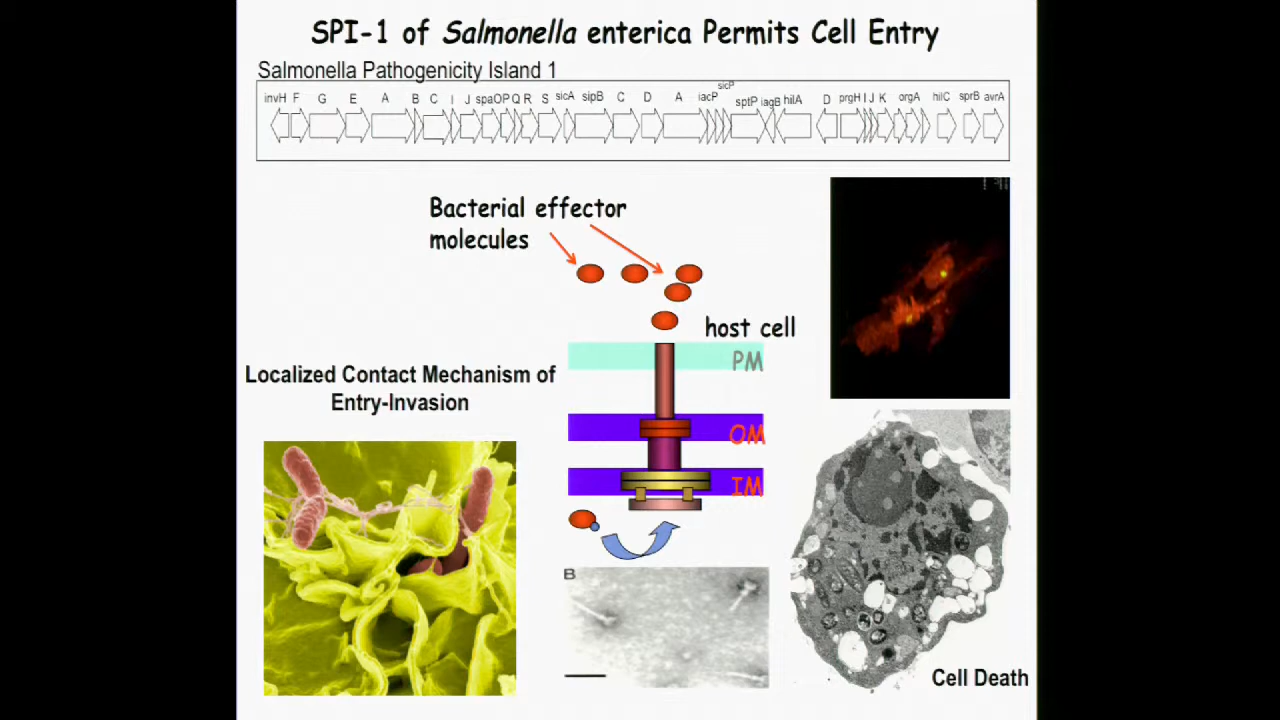 SPI-1 of Salmonella enterica Permits Cell Entry
Salmonella Pathogenicity Island 1
invH F G E A B C I J spaOPQ R S sicA sipB C D A iacP sicP sptP iagB hilA D prgH I J K orgA hilC sprB avrA
Bacterial effector
molecules
host cell
PM
Localized Contact Mechanism of
Entry-Invasion
OM
IM
B
Cell Death